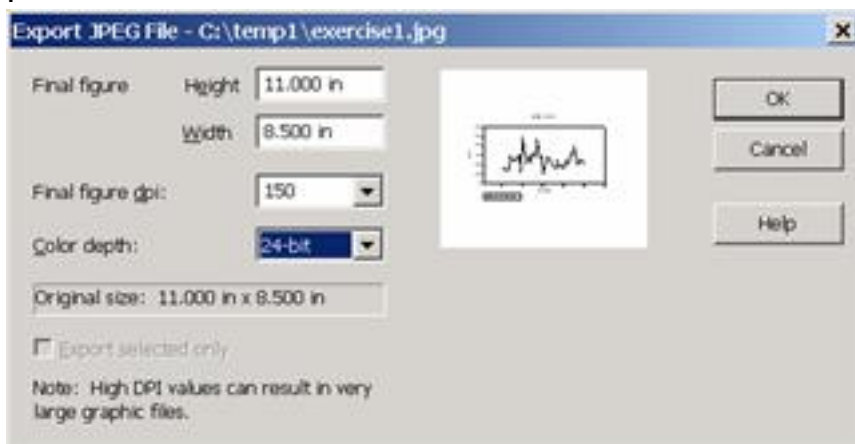 Export JPEG File - C:\temp1\exercise1.jpg
Final figure Height 11.000 in
Width 8.500 in
Final figure dpi: 150
Color depth: 24-bit
Original size: 11.000 in x 8.500 in
Export selected only
Note: High DPI values can result in very
large graphic files.
OK
Cancel
Help